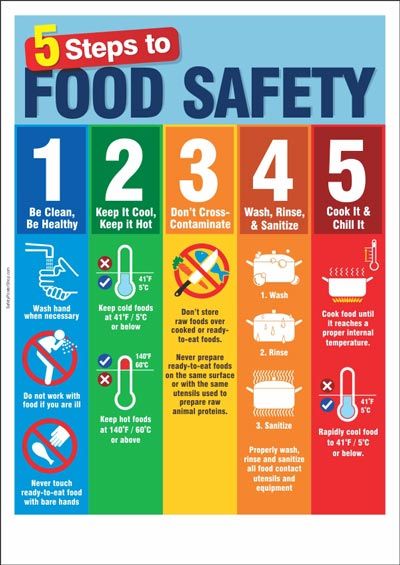 5 Steps to
FOOD SAFETY
1
Be Clean,
Be Healthy
Wash hand
when necessary
Do not work with
food if you are ill
Never touch
ready-to-eat food
with bare hands
2
Keep It Cool,
Keep it Hot
41°F
5°C
Keep cold foods
at 41°F / 5°C
or below
140°F
60°C
Keep hot foods
at 140°F / 60°C
or above
3
Don't Cross-
Contaminate
Don't store
raw foods over
cooked or ready-
to-eat foods.
Never prepare
ready-to-eat foods
on the same surface
or with the same
utensils used to
prepare raw
animal proteins.
4
Wash, Rinse,
& Sanitize
1. Wash
2. Rinse
3. Sanitize
Properly wash,
rinse and sanitize
all food contact
utensils and
equipment
5
Cook It &
Chill It
Cook food until
it reaches a
proper internal
temperature.
41°F
5°C
Rapidly cool food
to 41°F / 5°C
or below.
SafetyPosterShop.com